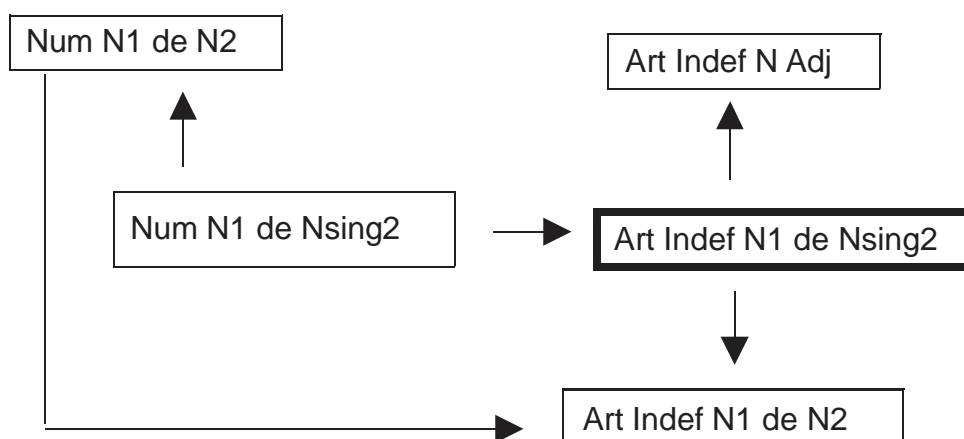 Num N1 de N2
Art Indef N Adj
Num N1 de Nsing2
Art Indef N1 de Nsing2
Art Indef N1 de N2